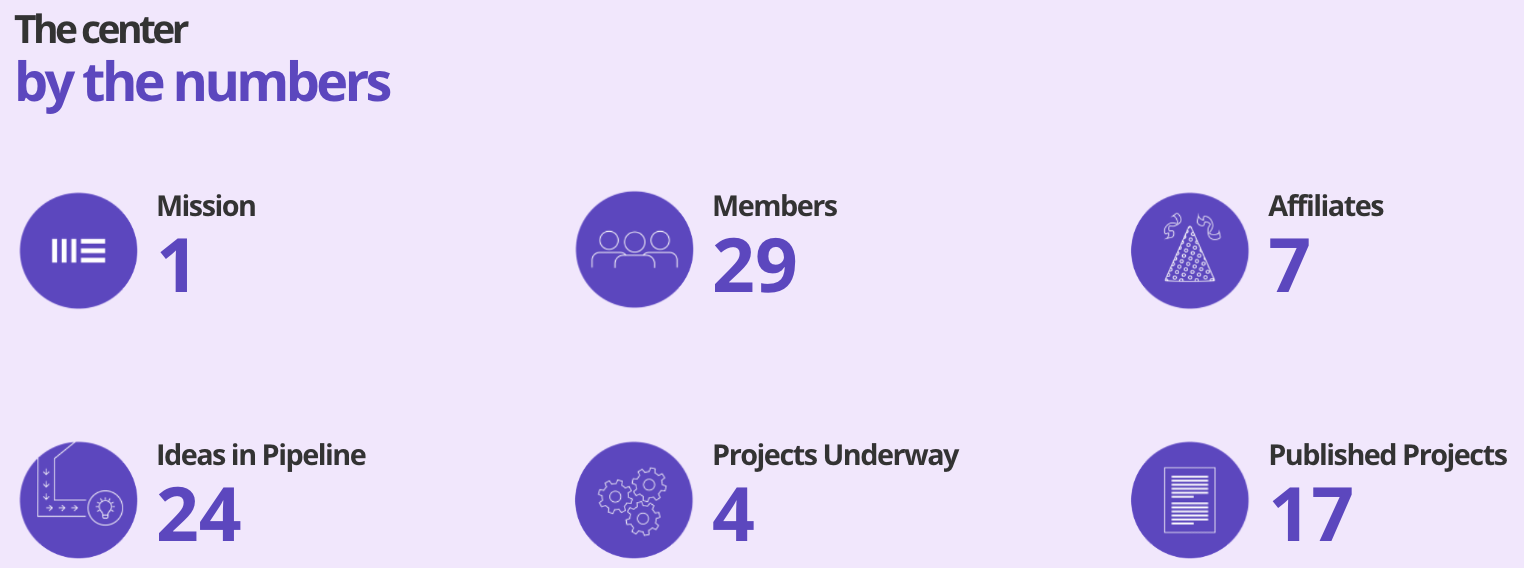 The center
by the numbers
Mission
1
Members
29
Affiliates
7
Ideas in Pipeline
24
Projects Underway
4
Published Projects
17